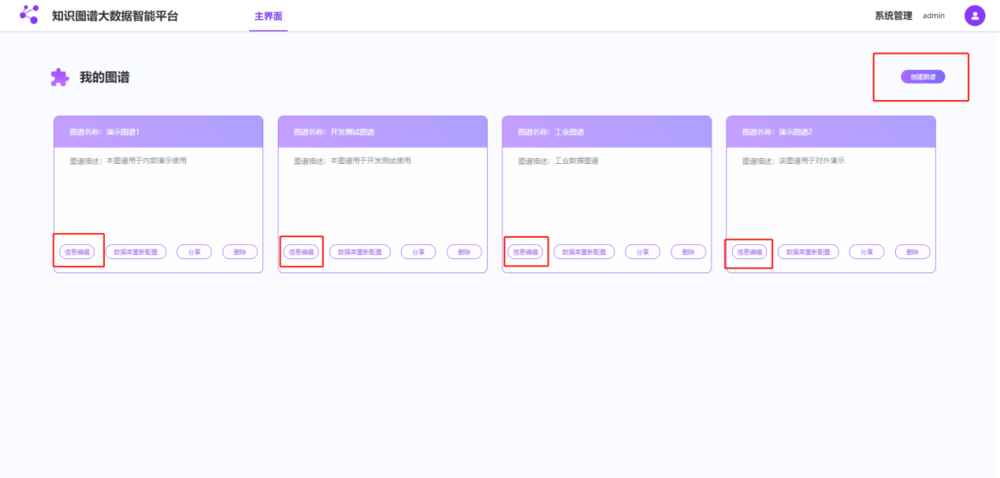 知识图谱大数据智能平台 主界面 系统管理 admin
我的图谱 创建图谱
图谱名称：演示图谱1 图谱名称：开发测试图谱 图谱名称：工业图谱 图谱名称：演示图谱2
图谱描述：本图谱用于内部演示使用 图谱描述：本图谱用于开发测试使用 图谱描述：工业数据图谱 图谱描述：该图谱用于对外演示
信息编辑 数据库重新配置 分享 删除 信息编辑 数据库重新配置 分享 删除 信息编辑 数据库重新配置 分享 删除 信息编辑 数据库重新配置 分享 删除